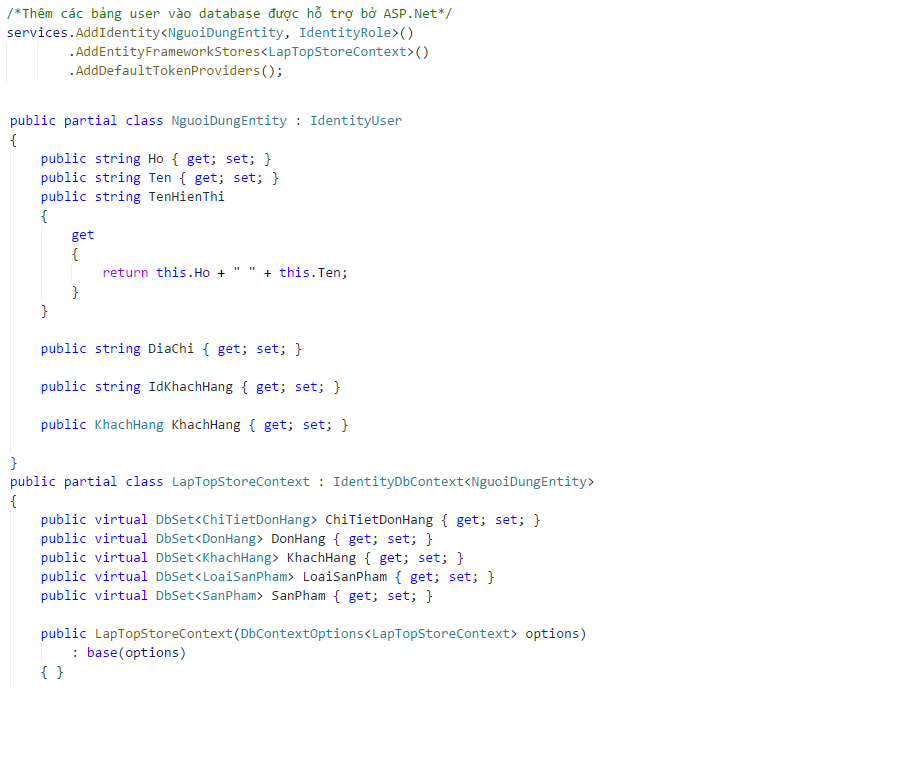 /*Thêm các bảng user vào database được hỗ trợ bở ASP.Net*/
services.AddIdentity<NguoiDungEntity, IdentityRole>()
.AddEntityFrameworkStores<LapTopStoreContext>()
.AddDefaultTokenProviders();
public partial class NguoiDungEntity : IdentityUser
{
public string Ho { get; set; }
public string Ten { get; set; }
public string TenHienThi
{
get
{
return this.Ho + " " + this.Ten;
}
}
public string DiaChi { get; set; }
public string IdKhachHang { get; set; }
public KhachHang KhachHang { get; set; }
}
public partial class LapTopStoreContext : IdentityDbContext<NguoiDungEntity>
{
public virtual DbSet<ChiTietDonHang> ChiTietDonHang { get; set; }
public virtual DbSet<DonHang> DonHang { get; set; }
public virtual DbSet<KhachHang> KhachHang { get; set; }
public virtual DbSet<LoaiSanPham> LoaiSanPham { get; set; }
public virtual DbSet<SanPham> SanPham { get; set; }
public LapTopStoreContext(DbContextOptions<LapTopStoreContext> options)
: base(options)
{ }